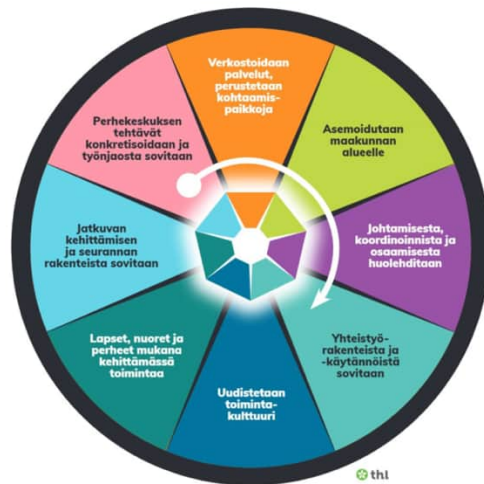 Verkostoidaan
palvelut,
perustetaan
kohtaamis-
paikkoja
Asemoidutaan
maakunnan
alueelle
Johtamisesta,
koordinoinnista ja
osaamisesta
huolehditaan
Yhteistyö-
rakenteista ja
-käytännöistä
sovitaan
Uudistetaan
toiminta-
kulttuuri
Lapset, nuoret ja
perheet mukana
kehittämässä
toimintaa
Jatkuvan
kehittämisen
ja seurannan
rakenteista sovitaan
Perhekeskuksen
tehtävät
konkretisoidaan ja
työnjaosta sovitaan
thl